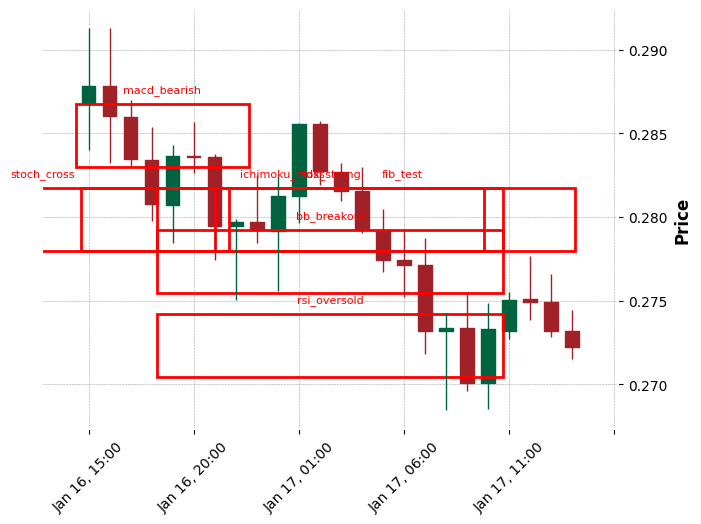 0.290
macd_bearish
0.285
stoch_cross
fib_test
0.280
bb_breakout
Price
0.275
rsi_oversold
0.270
Jan 16, 15:00
Jan 16, 20:00
Jan 17, 01:00
Jan 17, 06:00
Jan 17, 11:00